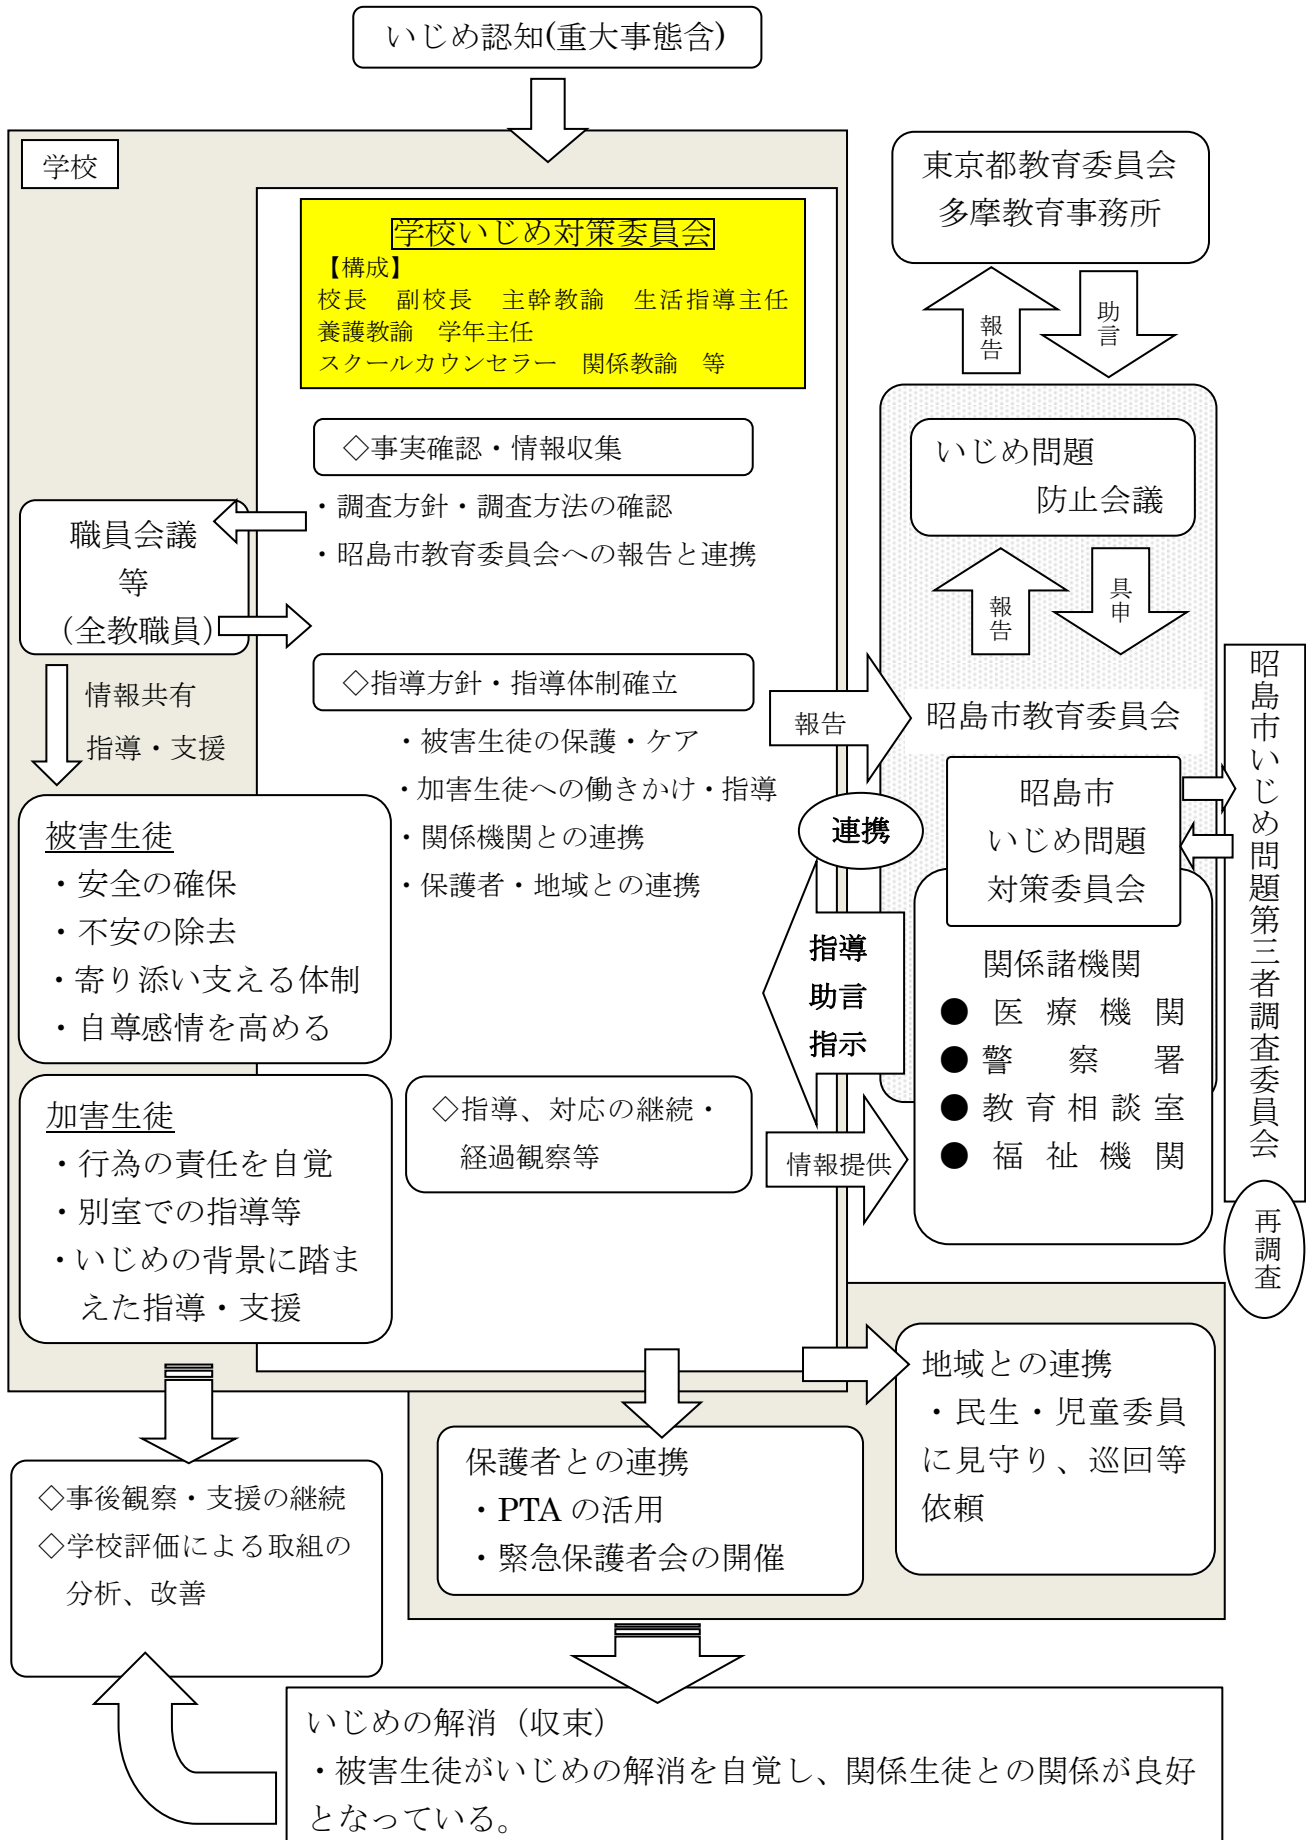 いじめ認知(重大事態含)
学校
学校いじめ対策委員会
【構成】
校長　副校長　主幹教諭　生活指導主任
養護教諭　学年主任
スクールカウンセラー　関係教諭　等
◇事実確認・情報収集
・調査方針・調査方法の確認
・昭島市教育委員会への報告と連携
職員会議
等
（全教職員）
情報共有
指導・支援
◇指導方針・指導体制確立
・被害生徒の保護・ケア
・加害生徒への働きかけ・指導
・関係機関との連携
・保護者・地域との連携
被害生徒
・安全の確保
・不安の除去
・寄り添い支える体制
・自尊感情を高める
加害生徒
・行為の責任を自覚
・別室での指導等
・いじめの背景に踏ま
えた指導・支援
◇指導、対応の継続・
経過観察等
東京都教育委員会
多摩教育事務所
報告
助言
いじめ問題
防止会議
報告
具申
報告
昭島市教育委員会
連携
昭島市
いじめ問題
対策委員会
指導
助言
指示
関係諸機関
●医療機関
●警察署
●教育相談室
●福祉機関
情報提供
昭島市いじめ問題第三者調査委員会
再調査
地域との連携
・民生・児童委員
に見守り、巡回等
依頼
保護者との連携
・PTA の活用
・緊急保護者会の開催
◇事後観察・支援の継続
◇学校評価による取組の
分析、改善
いじめの解消（収束）
・被害生徒がいじめの解消を自覚し、関係生徒との関係が良好
となっている。